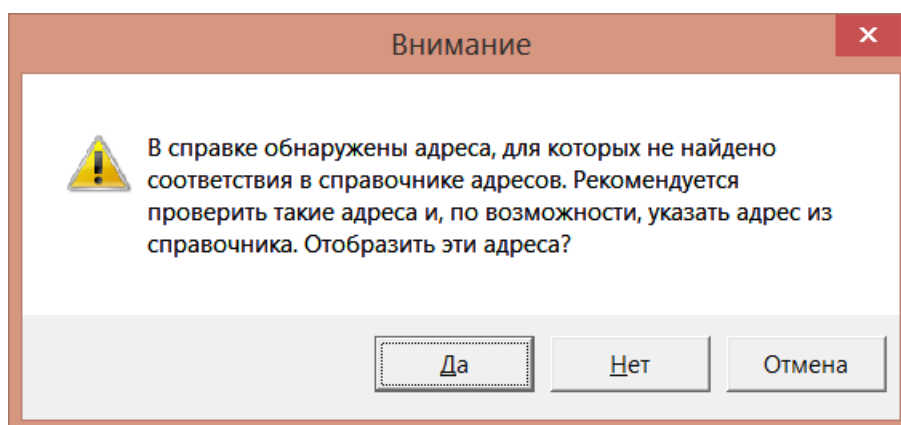 Внимание
В справке обнаружены адреса, для которых не найдено
соответствия в справочнике адресов. Рекомендуется
проверить такие адреса и, по возможности, указать адрес из
справочника. Отобразить эти адреса?
Да Нет Отмена